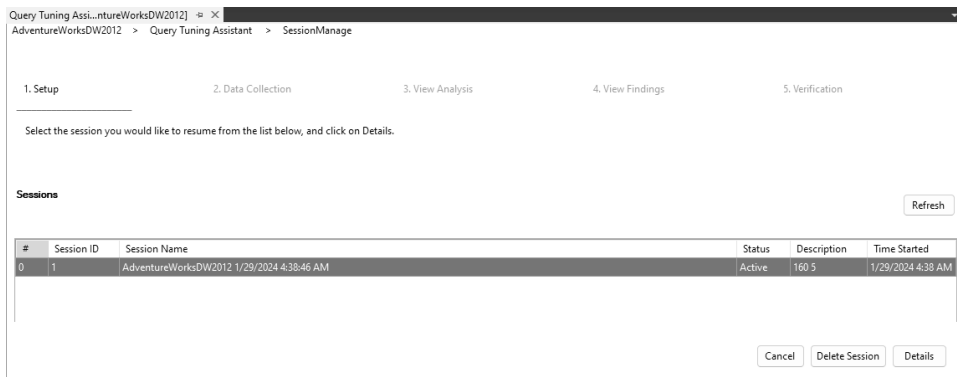 Query Tuning Assi...ntureWorksDW2012]
AdventureWorksDW2012 > Query Tuning Assistant > SessionManage
1. Setup 2. Data Collection 3. View Analysis 4. View Findings 5. Verification
Select the session you would like to resume from the list below, and click on Details.
Sessions
Refresh
# Session ID Session Name Status Description Time Started
0 1 AdventureWorksDW2012 1/29/2024 4:38:46 AM Active 160 5 1/29/2024 4:38 AM
Cancel Delete Session Details